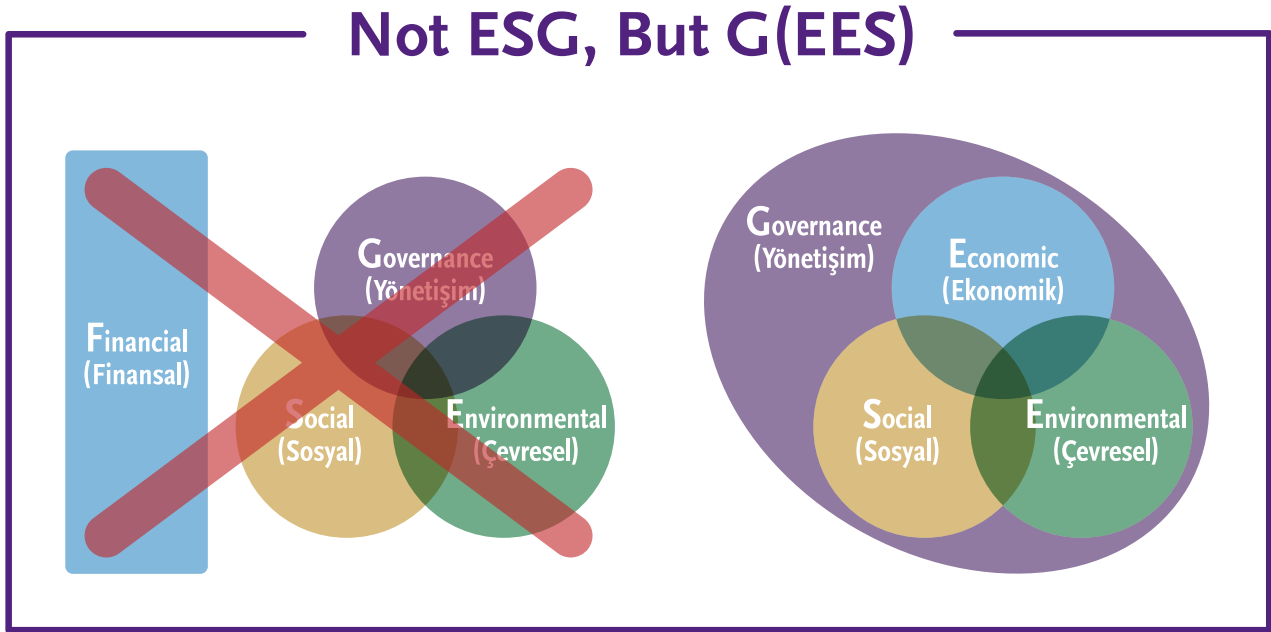 Not ESG, But G(EES)
Financial
(Finansal)
Governance
(Yönetişim)
Social
(Sosyal)
Environmental
(Çevresel)
Governance
(Yönetişim)
Economic
(Ekonomik)
Social
(Sosyal)
Environmental
(Çevresel)